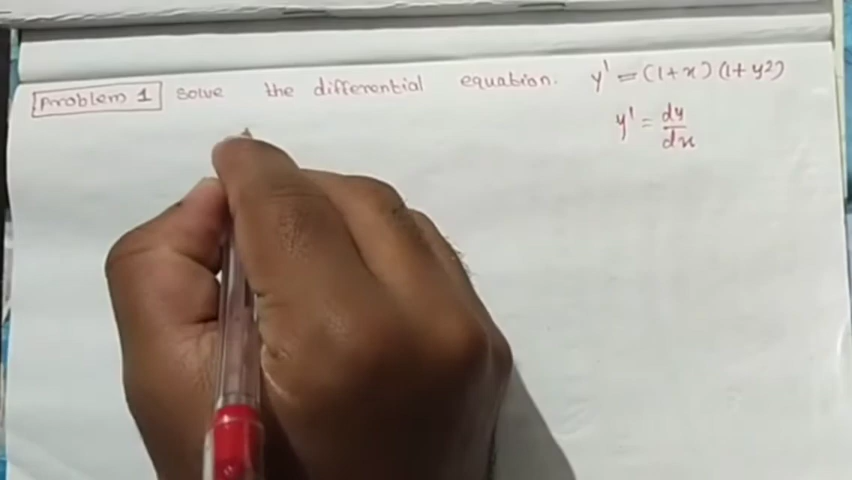 Problem 1 Solve the differential equation. y' = (1+x) (1+y²)
y' = dy/dx